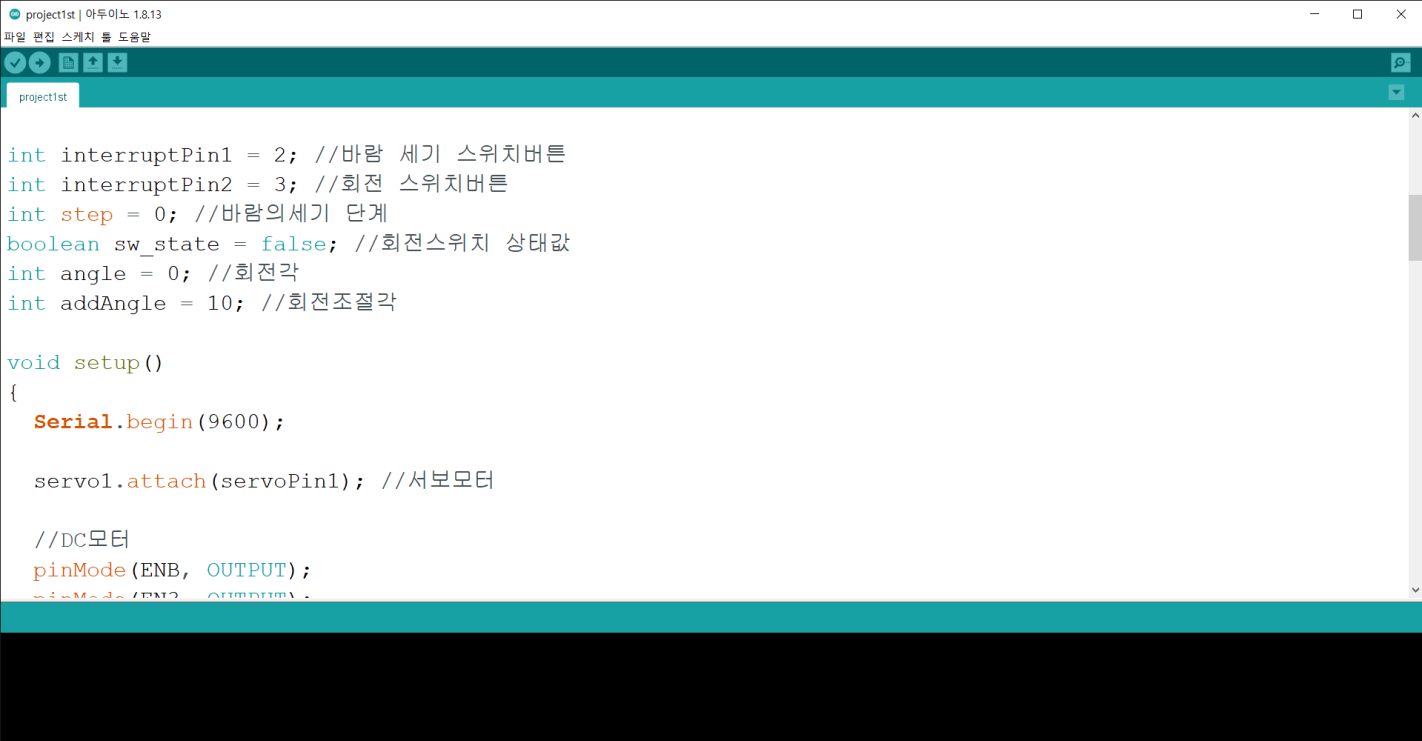 project1st | 아두이노 1.8.13
파일 편집 스케치 툴 도움말
project1st
int interruptPin1 = 2; //바람 세기 스위치버튼
int interruptPin2 = 3; //회전 스위치버튼
int step = 0; //바람의세기 단계
boolean sw_state = false; //회전스위치 상태값
int angle = 0; //회전각
int addAngle = 10; //회전조절각
void setup()
{
Serial.begin(9600);
servo1.attach(servoPin1); //서보모터
//DC모터
pinMode(ENB, OUTPUT);
pinMode(EN3, OUTPUT);